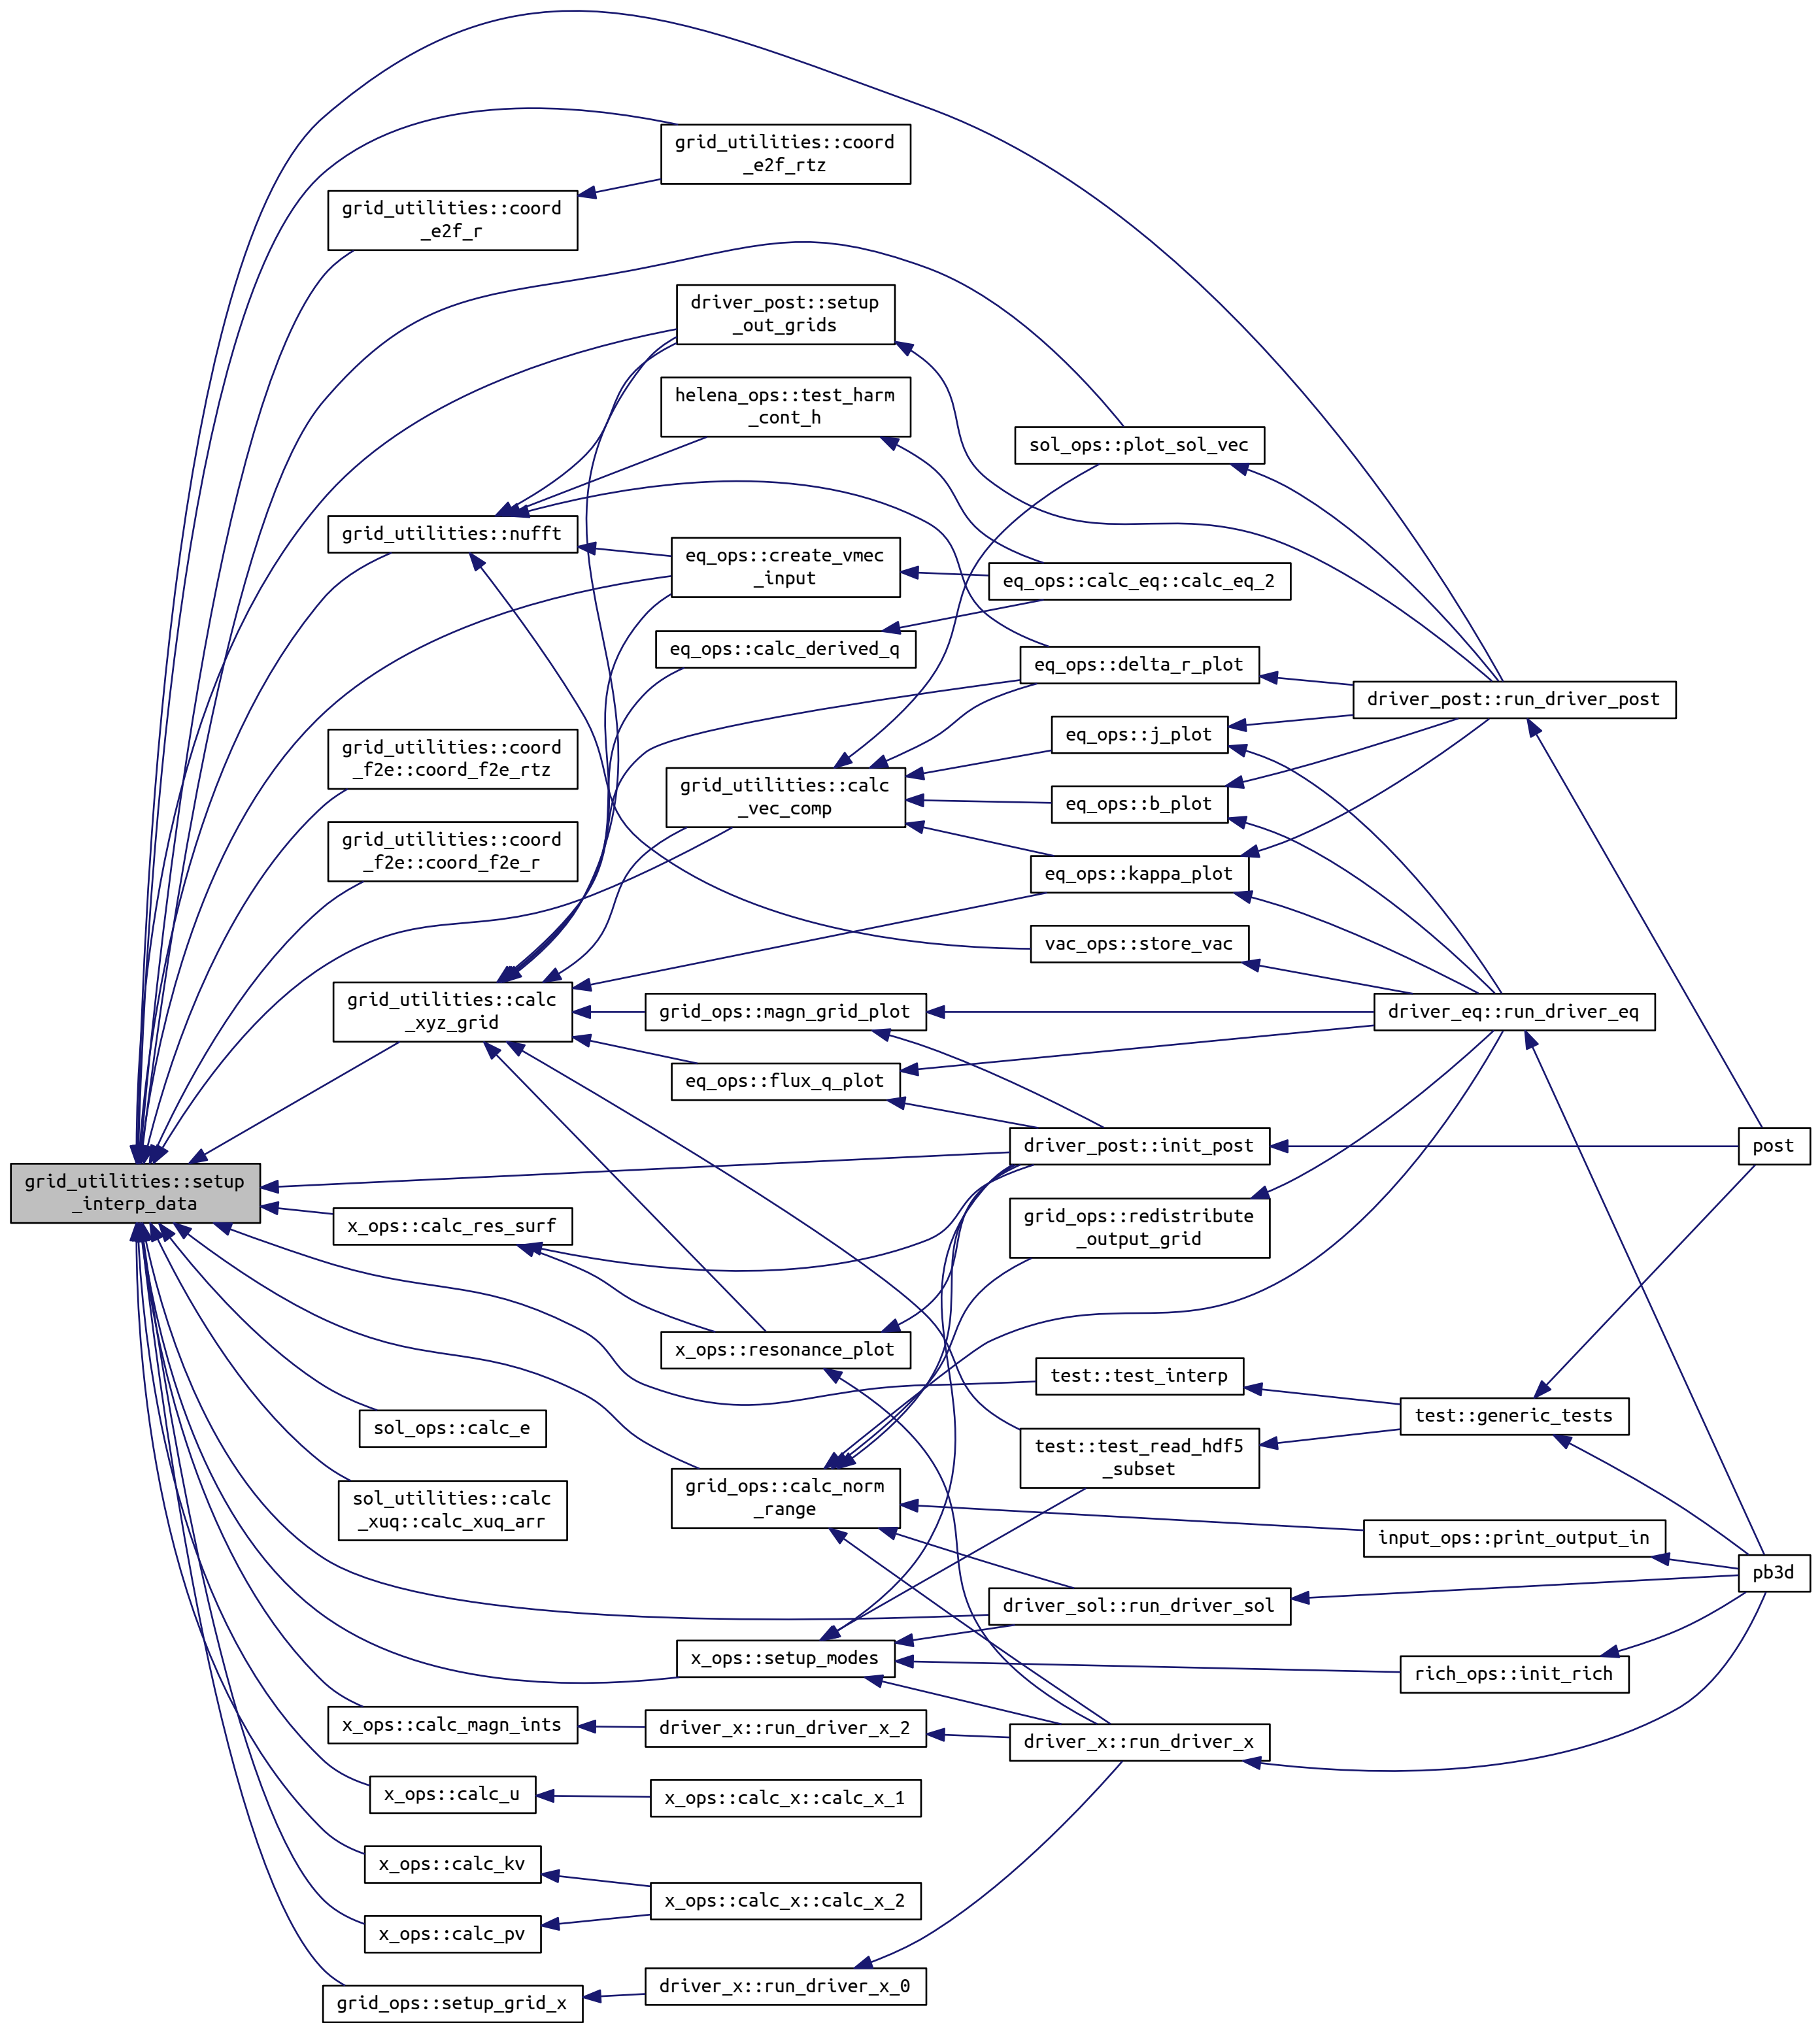 grid_utilities::coord
_e2f_rtz
grid_utilities::coord
_e2f_r
driver_post::setup
_out_grids
helena_ops::test_harm
_cont_h
sol_ops::plot_sol_vec
grid_utilities::nufft
eq_ops::create_vmec
_input
eq_ops::calc_eq::calc_eq_2
eq_ops::calc_derived_q
eq_ops::delta_r_plot
driver_post::run_driver_post
grid_utilities::coord
_f2e::coord_f2e_rtz
eq_ops::j_plot
grid_utilities::calc
_vec_comp
eq_ops::b_plot
grid_utilities::coord
_f2e::coord_f2e_r
eq_ops::kappa_plot
vac_ops::store_vac
grid_utilities::calc
_xyz_grid
grid_ops::magn_grid_plot
driver_eq::run_driver_eq
eq_ops::flux_q_plot
driver_post::init_post
post
grid_utilities::setup
_interp_data
x_ops::calc_res_surf
grid_ops::redistribute
_output_grid
x_ops::resonance_plot
test::test_interp
test::generic_tests
sol_ops::calc_e
test::test_read_hdf5
_subset
grid_ops::calc_norm
_range
sol_utilities::calc
_xuq::calc_xuq_arr
input_ops::print_output_in
pb3d
driver_sol::run_driver_sol
x_ops::setup_modes
rich_ops::init_rich
x_ops::calc_magn_ints
driver_x::run_driver_x_2
driver_x::run_driver_x
x_ops::calc_u
x_ops::calc_x::calc_x_1
x_ops::calc_kv
x_ops::calc_x::calc_x_2
x_ops::calc_pv
driver_x::run_driver_x_0
grid_ops::setup_grid_x